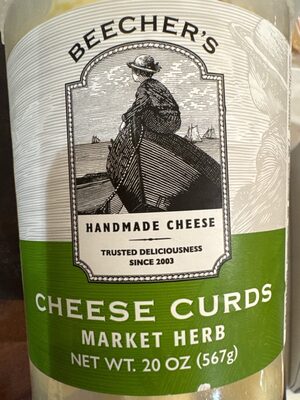 BEECHER'S
HANDMADE CHEESE
TRUSTED DELICIOUSNESS
SINCE 2003
CHEESE CURDS
MARKET HERB
NET WT. 20 OZ (567g)